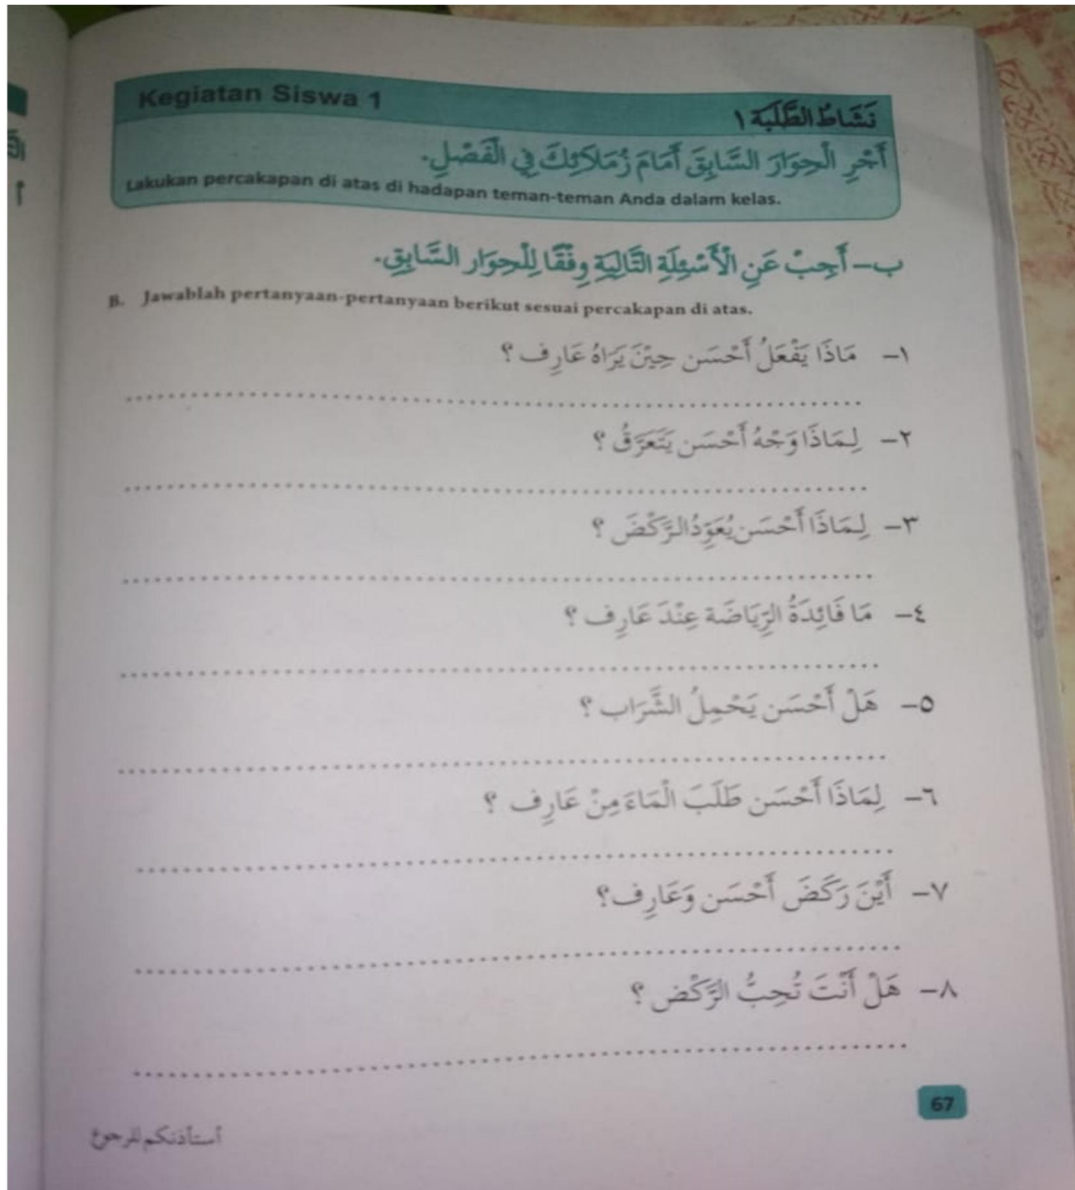 Kegiatan Siswa 1
نَشَاطُ الطَّلَبَة ١
أَجْرِ الْحِوَارَ السَّابِقَ أَمَامَ زُمَلَائِكَ فِي الْفَصْلِ.
Lakukan percakapan di atas di hadapan teman-teman Anda dalam kelas.
ب- أَجِبْ عَنِ الْأَسْئِلَةِ التَّالِيَةِ وِفْقًا لِلْحِوَارِ السَّابِقِ.
B. Jawablah pertanyaan-pertanyaan berikut sesuai percakapan di atas.
١- مَاذَا يَفْعَلُ أَحْسَن حِيْنَ يَرَاهُ عَارِف ؟
٢- لِمَاذَا وَجْهُ أَحْسَن يَتَعَرَّقُ ؟
٣- لِمَاذَا أَحْسَن يُعَوِّدُ الرَّكْضَ ؟
٤- مَا فَائِدَةُ الرِّيَاضَة عِنْدَ عَارِف ؟
٥- هَلْ أَحْسَن يَحْمِلُ الشَّرَاب ؟
٦- لِمَاذَا أَحْسَن طَلَبَ الْمَاءَ مِنْ عَارِف ؟
٧- أَيْنَ رَكَضَ أَحْسَن وَعَارِف؟
٨- هَلْ أَنْتَ تُحِبُّ الرَّكْض ؟
67
أستأذنكم للرجوع